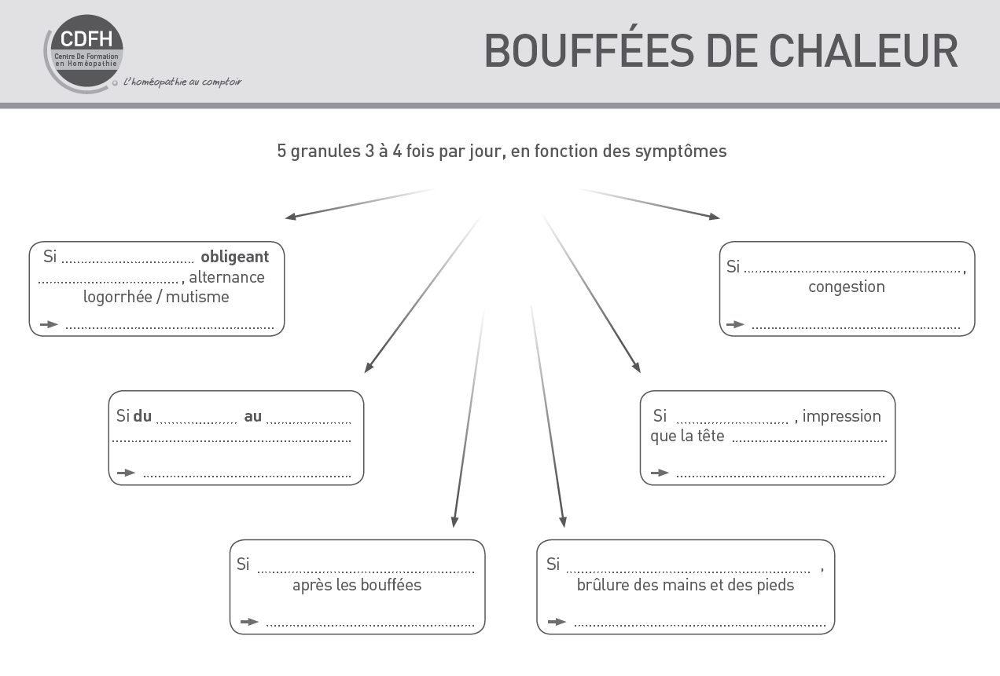 CDFH
Centre De Formation
en Homéopathie
L'homéopathie au comptoir
BOUFFÉES DE CHALEUR
5 granules 3 à 4 fois par jour, en fonction des symptômes
Si ........................ obligeant
........................ , alternance
logorrhée / mutisme
........................
Si ........................ ,
congestion
........................
Si du ............ au ............
........................
........................
Si ............ , impression
que la tête ............
........................
Si ........................
après les bouffées
........................
Si ........................ ,
brûlure des mains et des pieds
........................